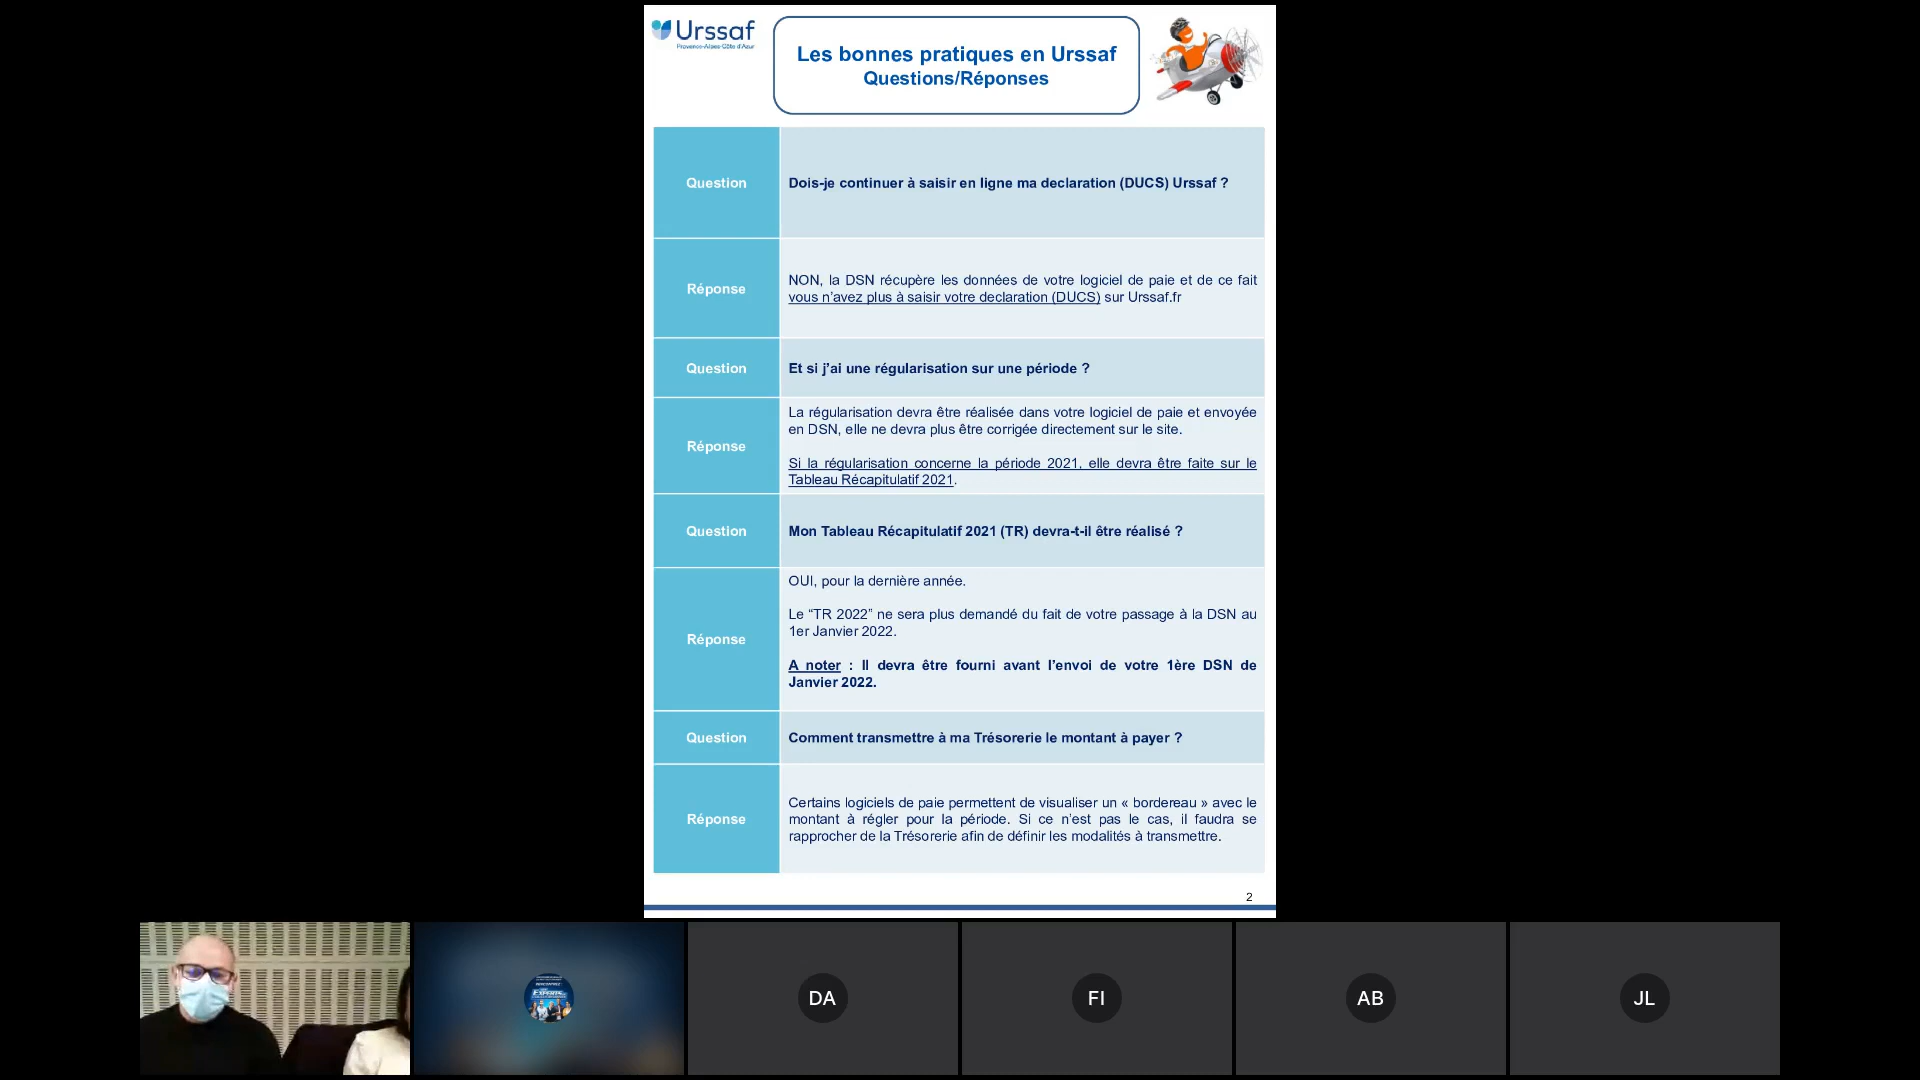 Urssaf
Provence-Alpes-Côte d'Azur
Les bonnes pratiques en Urssaf
Questions/Réponses
Question
Dois-je continuer à saisir en ligne ma declaration (DUCS) Urssaf ?
Réponse
NON, la DSN récupère les données de votre logiciel de paie et de ce fait
vous n’avez plus à saisir votre declaration (DUCS) sur Urssaf.fr
Question
Et si j’ai une régularisation sur une période ?
Réponse
La régularisation devra être réalisée dans votre logiciel de paie et envoyée
en DSN, elle ne devra plus être corrigée directement sur le site.
Si la régularisation concerne la période 2021, elle devra être faite sur le
Tableau Récapitulatif 2021.
Question
Mon Tableau Récapitulatif 2021 (TR) devra-t-il être réalisé ?
Réponse
OUI, pour la dernière année.
Le “TR 2022” ne sera plus demandé du fait de votre passage à la DSN au
1er Janvier 2022.
A noter : Il devra être fourni avant l’envoi de votre 1ère DSN de
Janvier 2022.
Question
Comment transmettre à ma Trésorerie le montant à payer ?
Réponse
Certains logiciels de paie permettent de visualiser un « bordereau » avec le
montant à régler pour la période. Si ce n’est pas le cas, il faudra se
rapprocher de la Trésorerie afin de définir les modalités à transmettre.
2
DA
FI
AB
JL